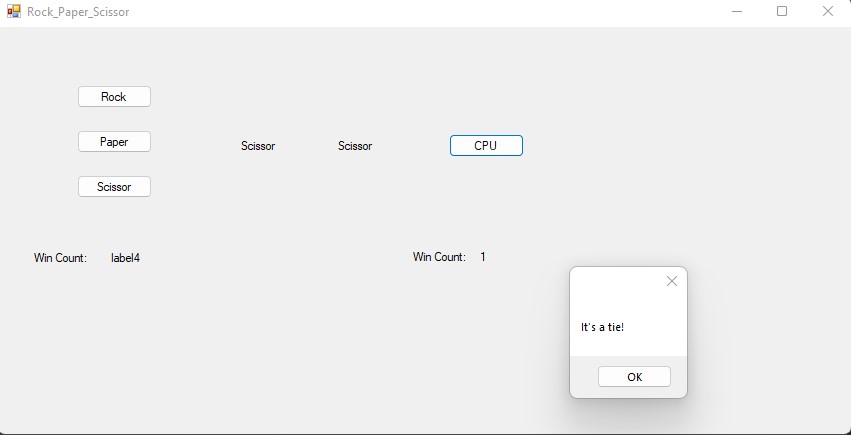 Rock_Paper_Scissor
Rock
Paper
Scissor Scissor CPU
Scissor
Win Count: label4 Win Count: 1
It's a tie!
OK